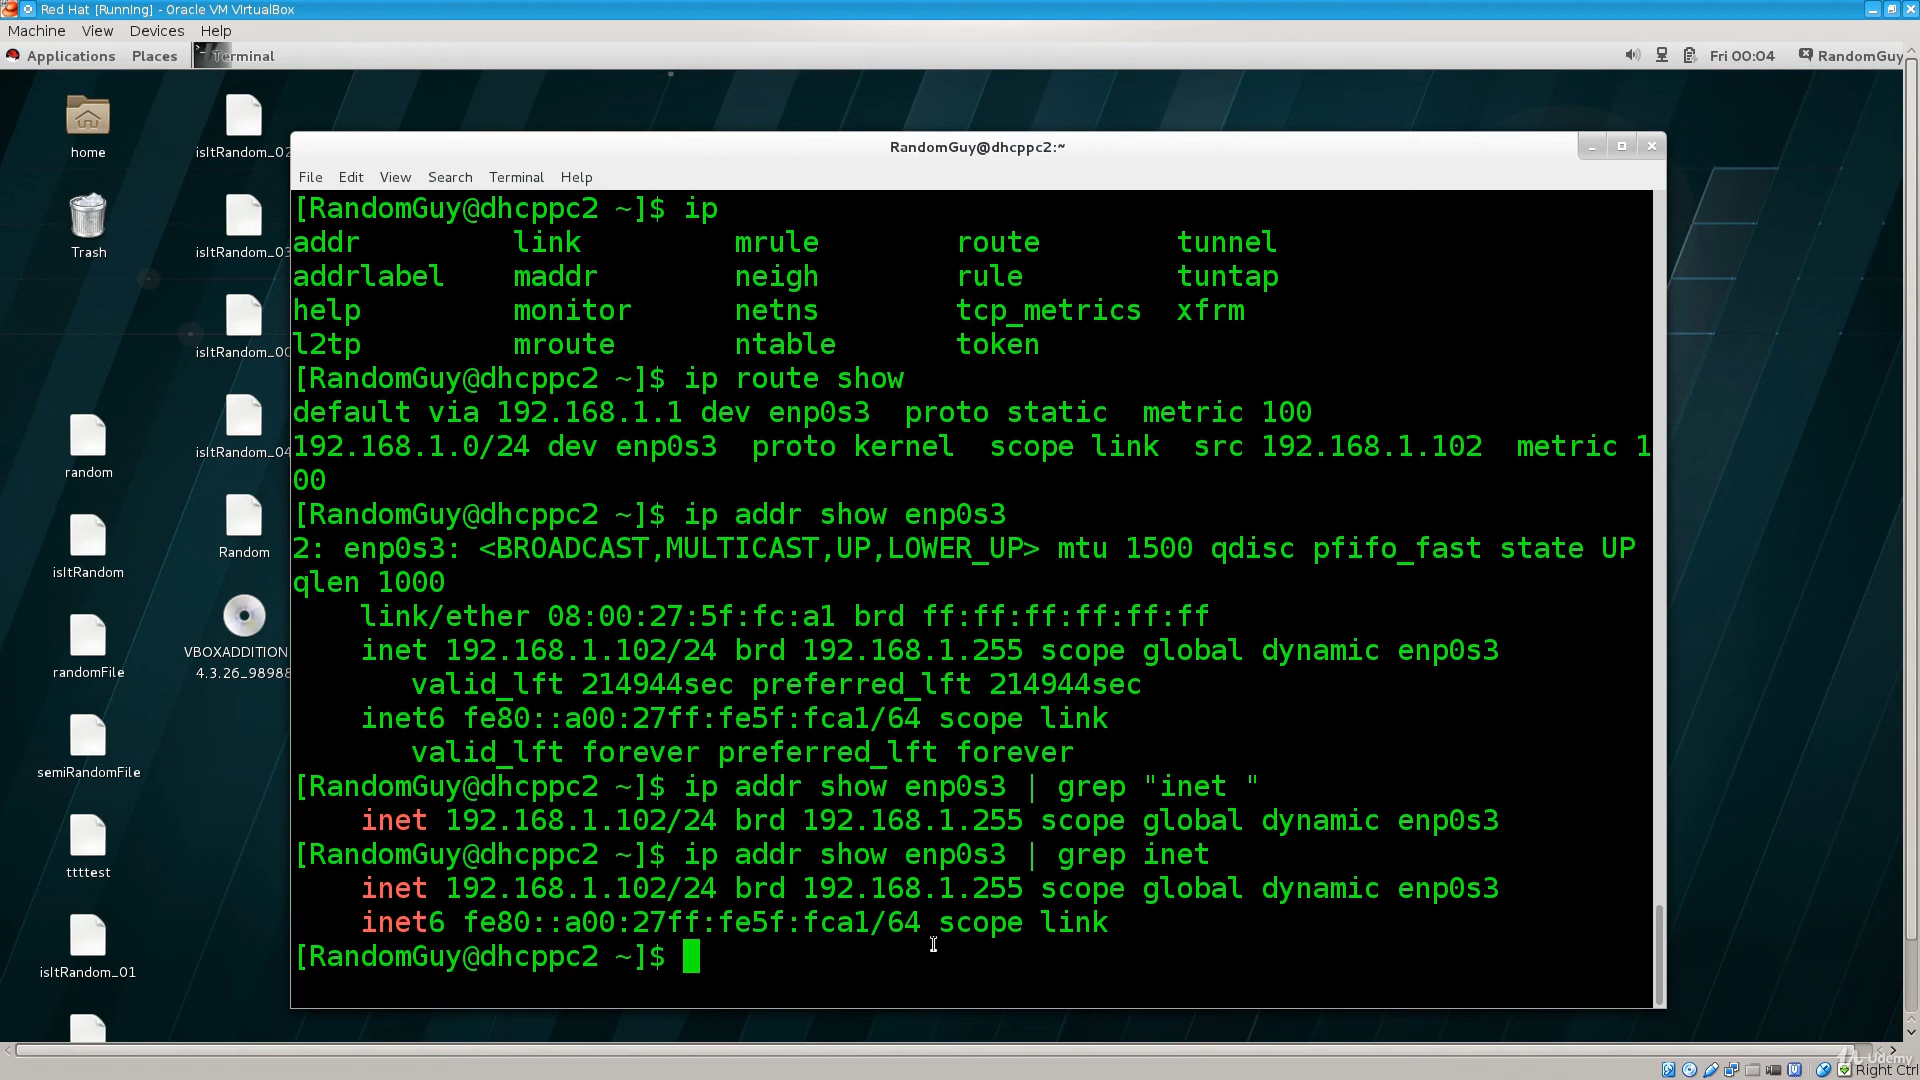 Red Hat [Running] - Oracle VM VirtualBox
Machine View Devices Help
Applications Places Terminal Fri 00:04 RandomGuy
home
Trash
random
isItRandom
randomFile
semiRandomFile
ttttest
isItRandom_01
isItRandom_02
isItRandom_03
isItRandom_00
isItRandom_04
Random
VBOXADDITION
4.3.26_98988
RandomGuy@dhcppc2:~
File Edit View Search Terminal Help
[RandomGuy@dhcppc2 ~]$ ip
addr link mrule route tunnel
addrlabel maddr neigh rule tuntap
help monitor netns tcp_metrics xfrm
l2tp mroute ntable token
[RandomGuy@dhcppc2 ~]$ ip route show
default via 192.168.1.1 dev enp0s3 proto static metric 100
192.168.1.0/24 dev enp0s3 proto kernel scope link src 192.168.1.102 metric 1
00
[RandomGuy@dhcppc2 ~]$ ip addr show enp0s3
2: enp0s3: <BROADCAST,MULTICAST,UP,LOWER_UP> mtu 1500 qdisc pfifo_fast state UP
qlen 1000
link/ether 08:00:27:5f:fc:a1 brd ff:ff:ff:ff:ff:ff
inet 192.168.1.102/24 brd 192.168.1.255 scope global dynamic enp0s3
valid_lft 214944sec preferred_lft 214944sec
inet6 fe80::a00:27ff:fe5f:fca1/64 scope link
valid_lft forever preferred_lft forever
[RandomGuy@dhcppc2 ~]$ ip addr show enp0s3 | grep "inet "
inet 192.168.1.102/24 brd 192.168.1.255 scope global dynamic enp0s3
[RandomGuy@dhcppc2 ~]$ ip addr show enp0s3 | grep inet
inet 192.168.1.102/24 brd 192.168.1.255 scope global dynamic enp0s3
inet6 fe80::a00:27ff:fe5f:fca1/64 scope link
[RandomGuy@dhcppc2 ~]$
Udemy
Right Ctrl